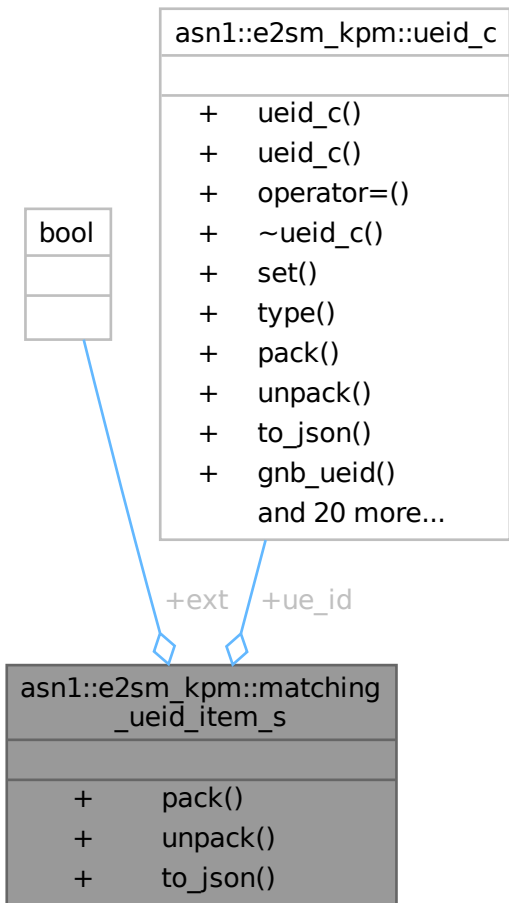 asn1::e2sm_kpm::ueid_c
+ ueid_c()
+ ueid_c()
+ operator=()
+ ~ueid_c()
+ set()
+ type()
+ pack()
+ unpack()
+ to_json()
+ gnb_ueid()
and 20 more...
bool
+ext
+ue_id
asn1::e2sm_kpm::matching
_ueid_item_s
+ pack()
+ unpack()
+ to_json()